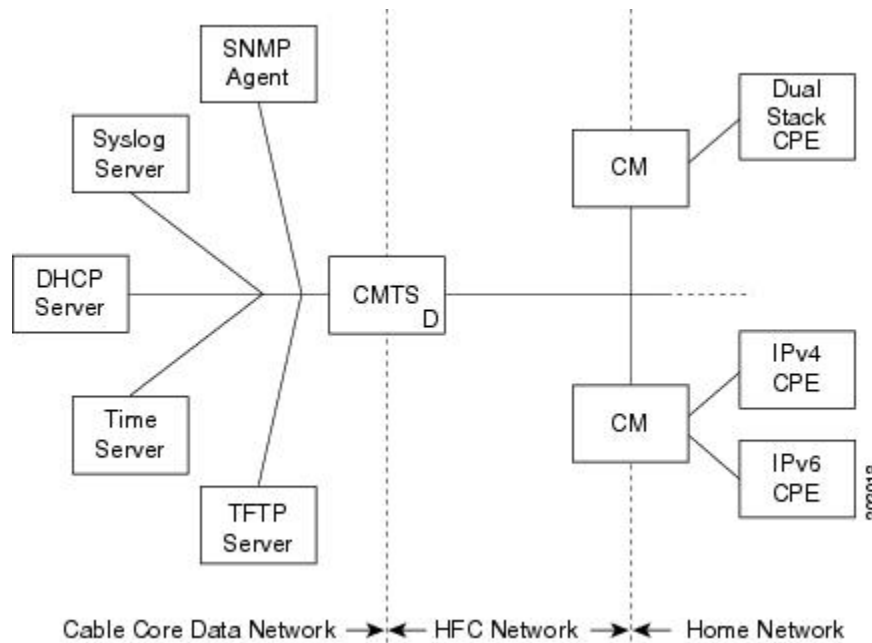 SNMP
Agent
Syslog
Server
DHCP
Server
Time
Server
TFTP
Server
CMTS
D
CM
Dual
Stack
CPE
CM
IPv4
CPE
IPv6
CPE
Cable Core Data Network
HFC Network
Home Network